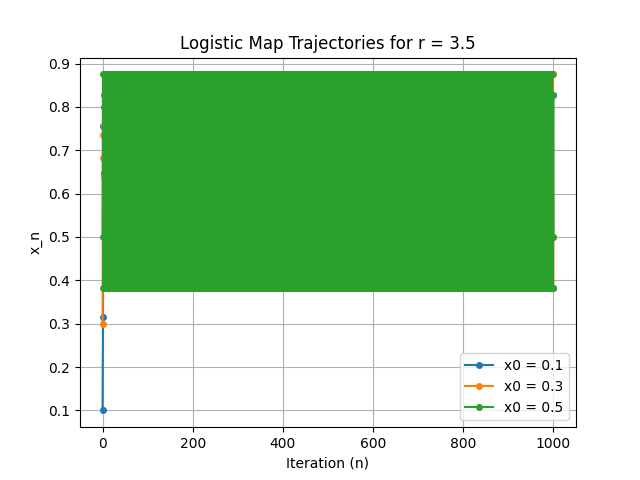 Logistic Map Trajectories for r = 3.5
x_n
0.9
0.8
0.7
0.6
0.5
0.4
0.3
0.2
0.1
0 200 400 600 800 1000
Iteration (n)
x0 = 0.1
x0 = 0.3
x0 = 0.5